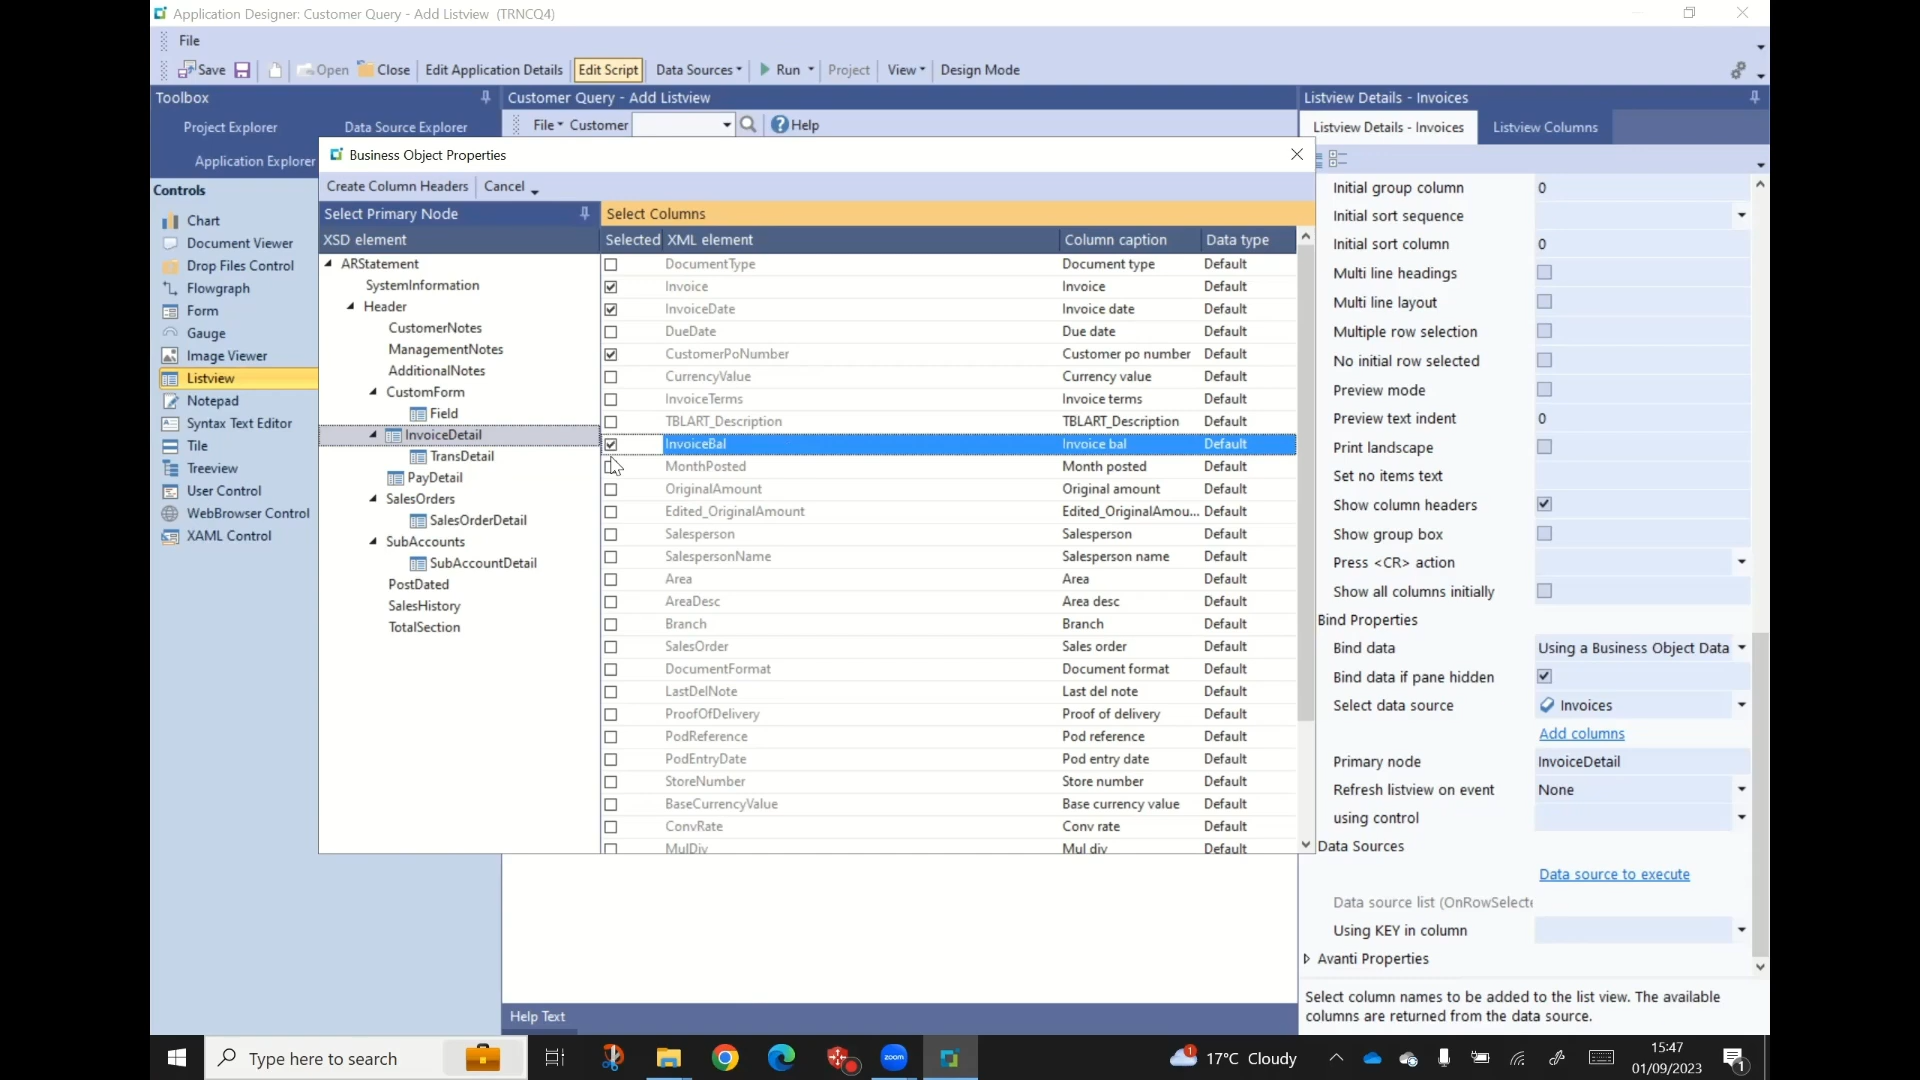 Application Designer: Customer Query - Add Listview (TRNCQ4)
File
Save Open Close Edit Application Details Edit Script Data Sources Run Project View Design Mode
Toolbox
Customer Query - Add Listview
Listview Details - Invoices
Project Explorer Data Source Explorer
Application Explorer
File Customer Help
Listview Details - Invoices Listview Columns
Business Object Properties
Create Column Headers Cancel
Select Primary Node
Select Columns
XSD element
Selected XML element Column caption Data type
Controls
Chart
Document Viewer
Drop Files Control
Flowgraph
Form
Gauge
Image Viewer
Listview
Notepad
Syntax Text Editor
Tile
Treeview
User Control
WebBrowser Control
XAML Control
ARStatement
SystemInformation
Header
CustomerNotes
ManagementNotes
AdditionalNotes
CustomForm
Field
InvoiceDetail
TransDetail
PayDetail
SalesOrders
SalesOrderDetail
SubAccounts
SubAccountDetail
PostDated
SalesHistory
TotalSection
DocumentType Document type Default
Invoice Invoice Default
InvoiceDate Invoice date Default
DueDate Due date Default
CustomerPoNumber Customer po number Default
CurrencyValue Currency value Default
InvoiceTerms Invoice terms Default
TBLART_Description TBLART_Description Default
InvoiceBal Invoice bal Default
MonthPosted Month posted Default
OriginalAmount Original amount Default
Edited_OriginalAmount Edited_OriginalAmou... Default
Salesperson Salesperson Default
SalespersonName Salesperson name Default
Area Area Default
AreaDesc Area desc Default
Branch Branch Default
SalesOrder Sales order Default
DocumentFormat Document format Default
LastDelNote Last del note Default
ProofOfDelivery Proof of delivery Default
PodReference Pod reference Default
PodEntryDate Pod entry date Default
StoreNumber Store number Default
BaseCurrencyValue Base currency value Default
ConvRate Conv rate Default
MulDiv Mul div Default
Initial group column 0
Initial sort sequence
Initial sort column 0
Multi line headings
Multi line layout
Multiple row selection
No initial row selected
Preview mode
Preview text indent 0
Print landscape
Set no items text
Show column headers
Show group box
Press <CR> action
Show all columns initially
Bind Properties
Bind data Using a Business Object Data
Bind data if pane hidden
Select data source Invoices
Add columns
Primary node InvoiceDetail
Refresh listview on event None
using control
Data Sources
Data source to execute
Data source list (OnRowSelecte
Using KEY in column
Avanti Properties
Select column names to be added to the list view. The available
columns are returned from the data source.
Help Text
Type here to search
zoom
1
17°C Cloudy
15:47
01/09/2023
1